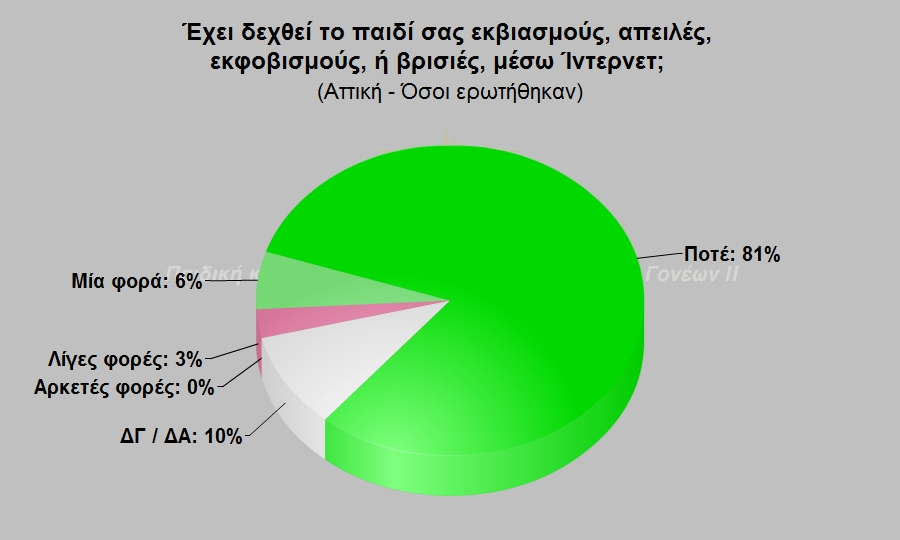 Έχει δεχθεί το παιδί σας εκβιασμούς, απειλές,
εκφοβισμούς, ή βρισιές, μέσω Ίντερνετ;
(Αττική - Όσοι ερωτήθηκαν)
Ποτέ: 81%
Γονέων ΙΙ
Μία φορά: 6%
Λίγες φορές: 3%
Αρκετές φορές: 0%
ΔΓ / ΔΑ: 10%